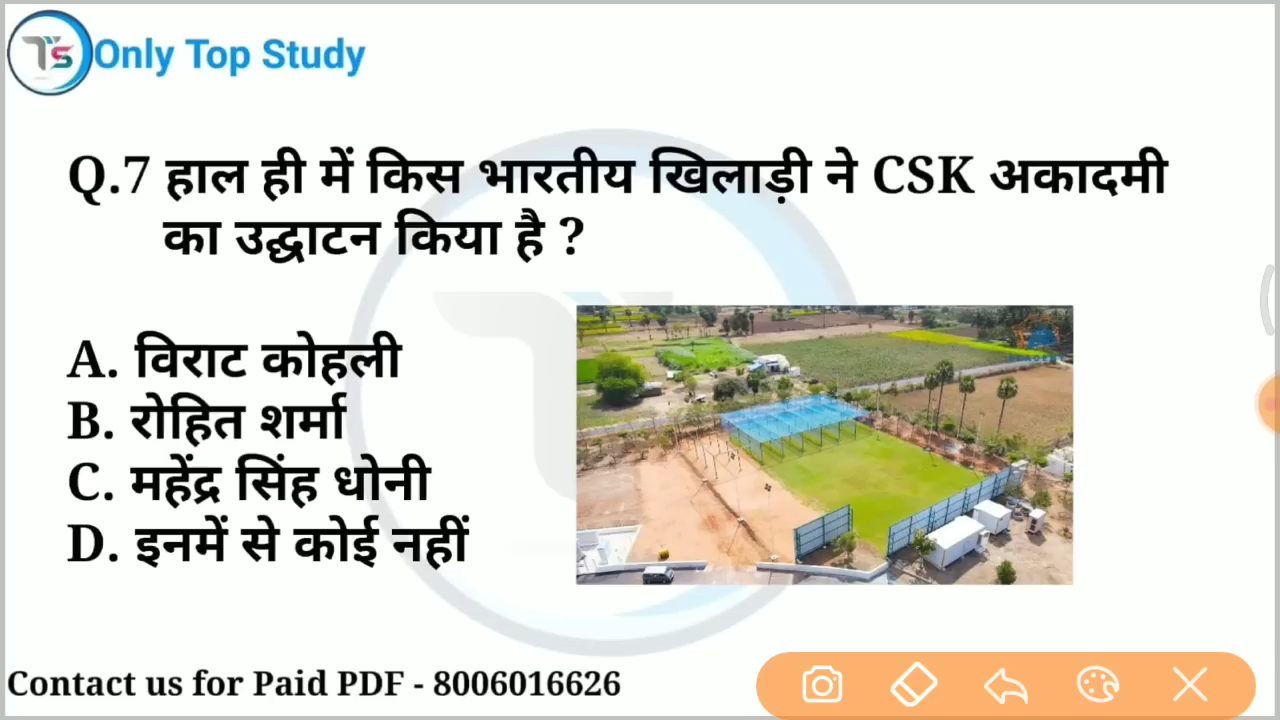 Ts Only Top Study
Q.7 हाल ही में किस भारतीय खिलाड़ी ने CSK अकादमी
का उद्घाटन किया है ?
A. विराट कोहली
B. रोहित शर्मा
C. महेंद्र सिंह धोनी
D. इनमें से कोई नहीं
Contact us for Paid PDF - 8006016626